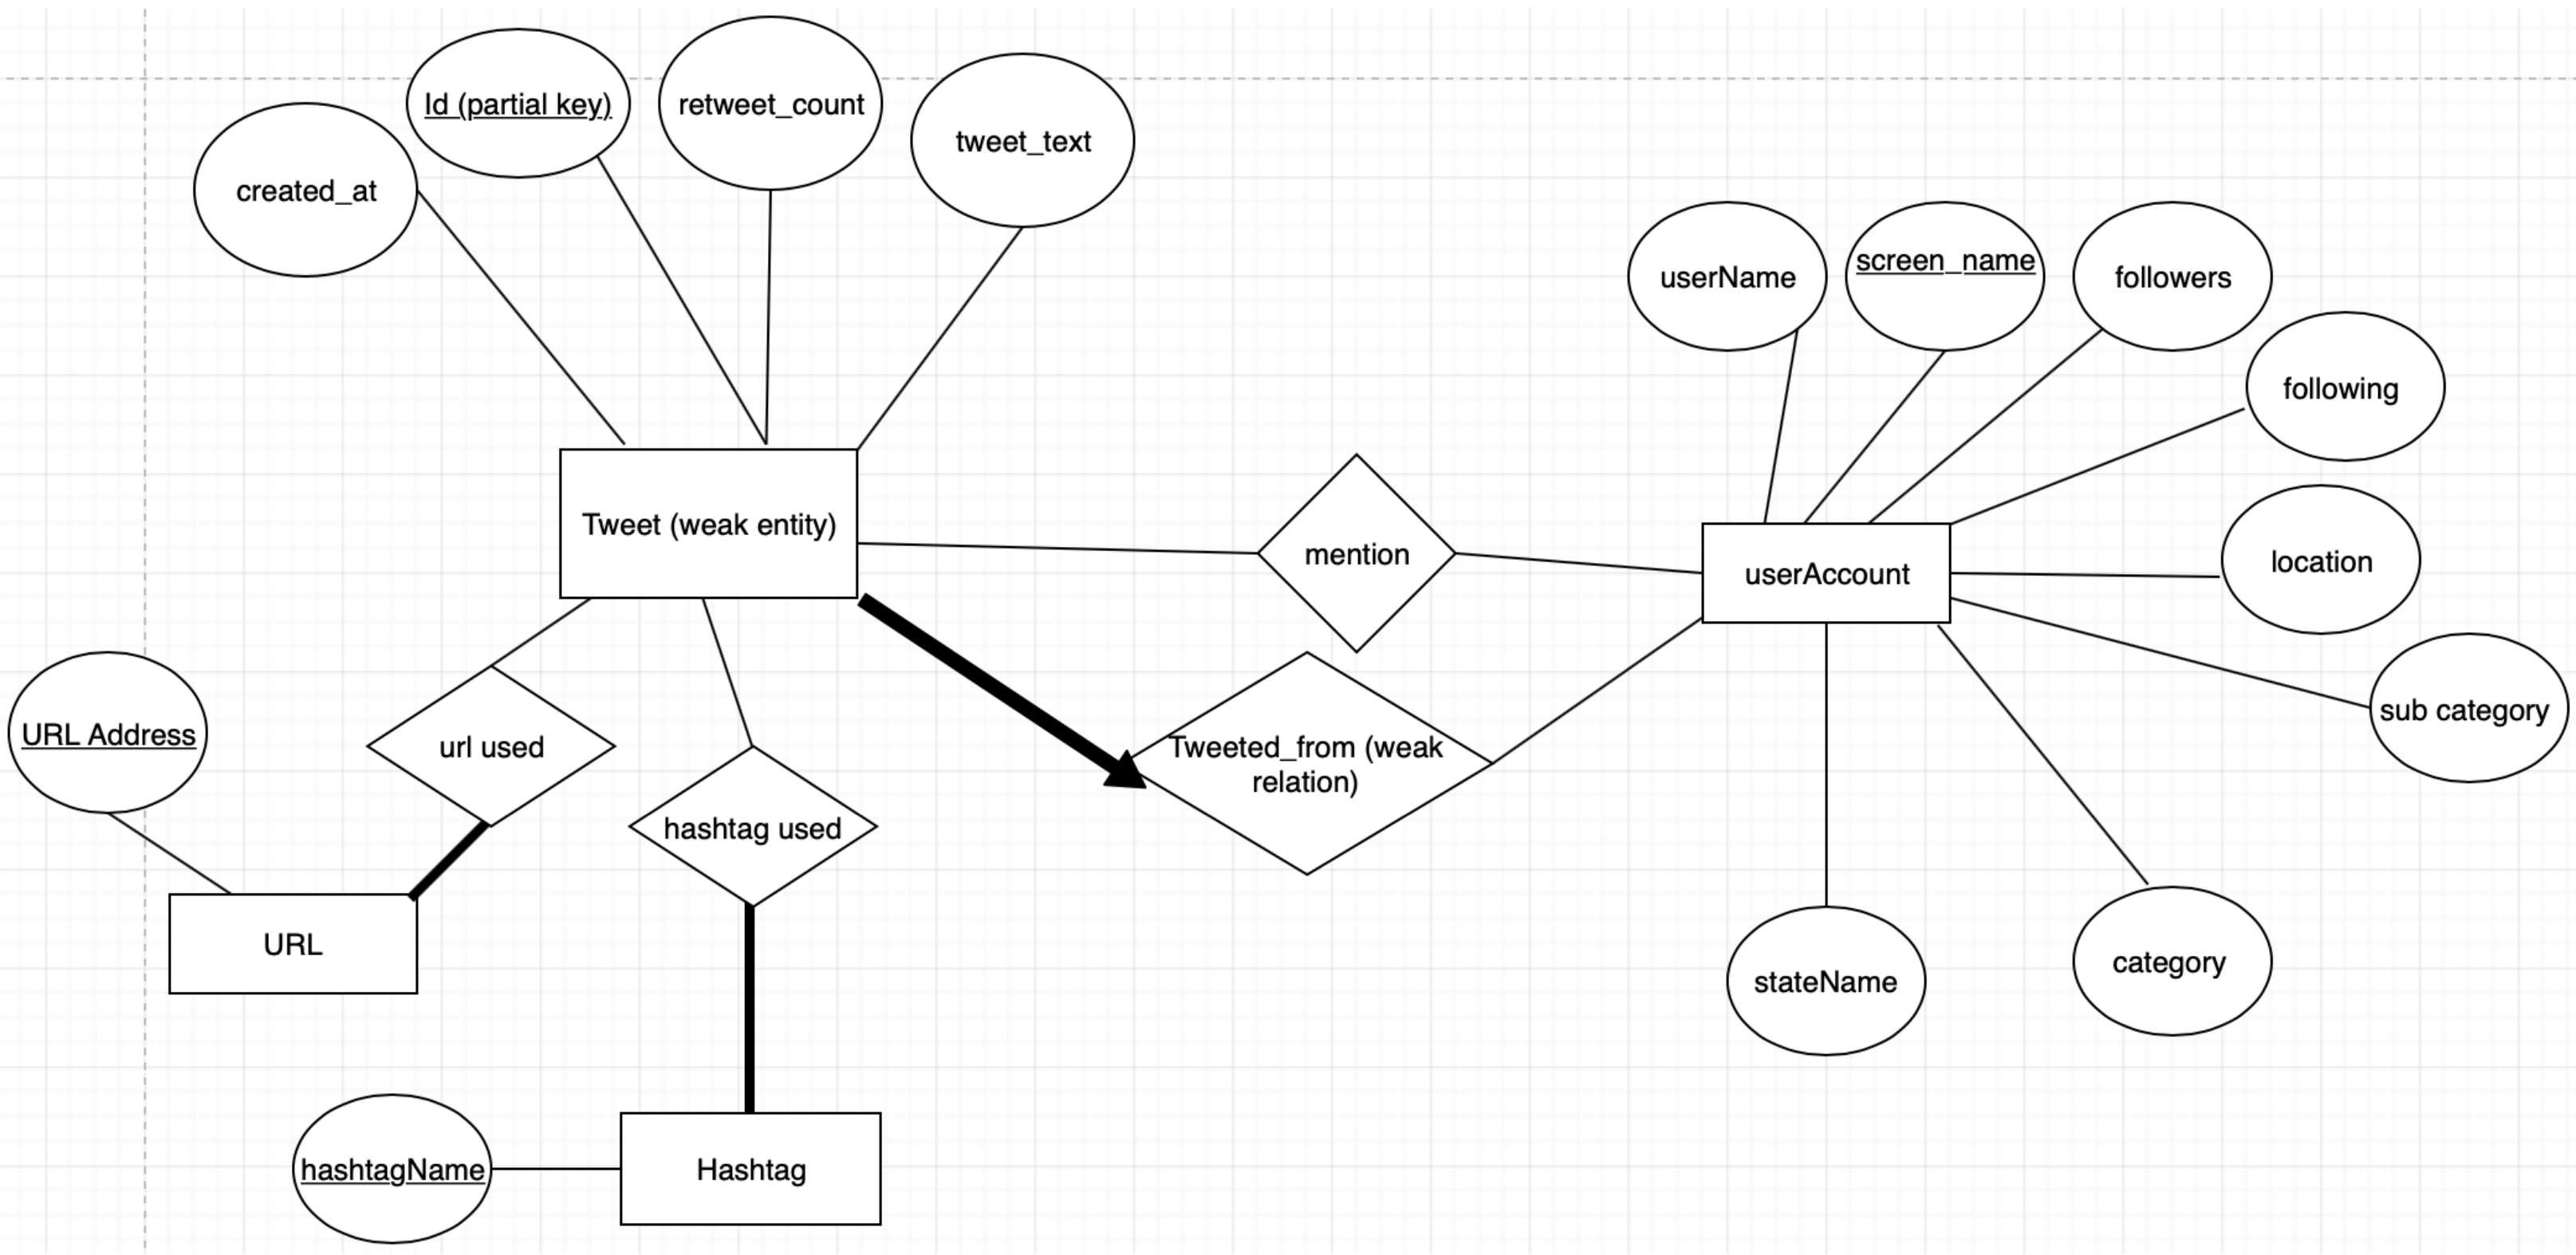 Id (partial key)
retweet_count
tweet_text
created_at
userName
screen_name
followers
following
Tweet (weak entity)
mention
userAccount
location
sub category
URL Address
url used
hashtag used
Tweeted_from (weak
relation)
URL
stateName
category
hashtagName
Hashtag